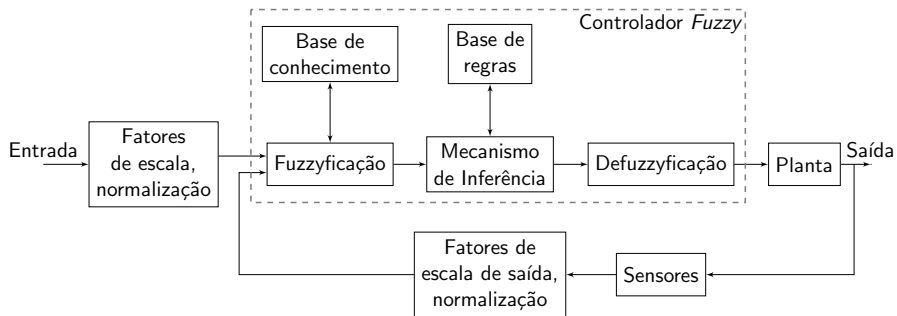 Controlador Fuzzy
Base de
conhecimento
Base de
regras
Entrada
Fatores
de escala,
normalização
Fuzzyficação
Mecanismo
de Inferência
Defuzzyficação
Planta
Saída
Fatores de
escala de saída,
normalização
Sensores